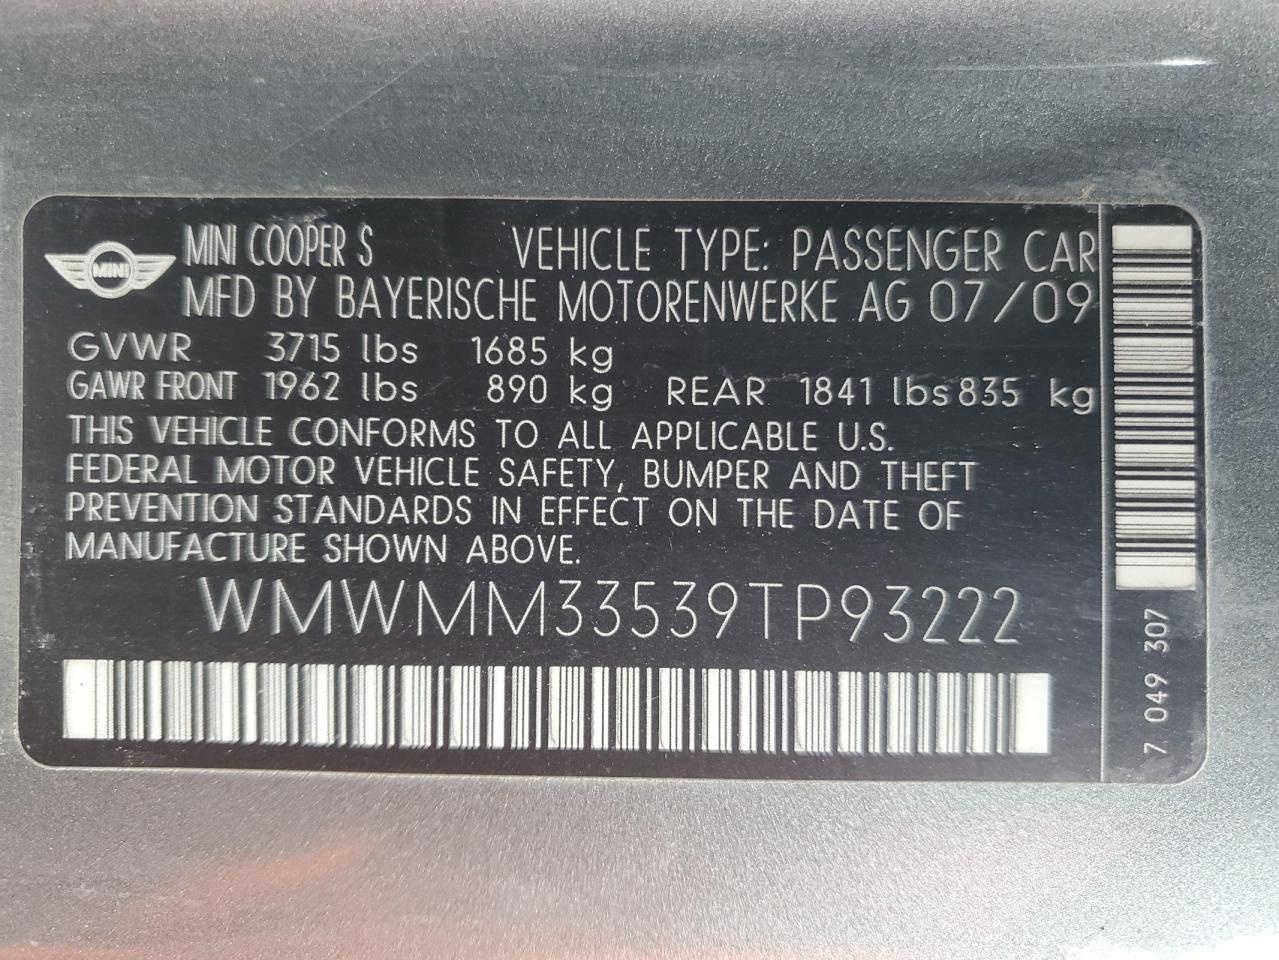 MINI
MINI COOPER S VEHICLE TYPE: PASSENGER CAR
MFD BY BAYERISCHE MOTORENWERKE AG 07/09
GVWR 3715 lbs 1685 kg
GAWR FRONT 1962 lbs 890 kg REAR 1841 lbs 835 kg
THIS VEHICLE CONFORMS TO ALL APPLICABLE U.S.
FEDERAL MOTOR VEHICLE SAFETY, BUMPER AND THEFT
PREVENTION STANDARDS IN EFFECT ON THE DATE OF
MANUFACTURE SHOWN ABOVE.
WMWMM33539TP93222
7 049 307